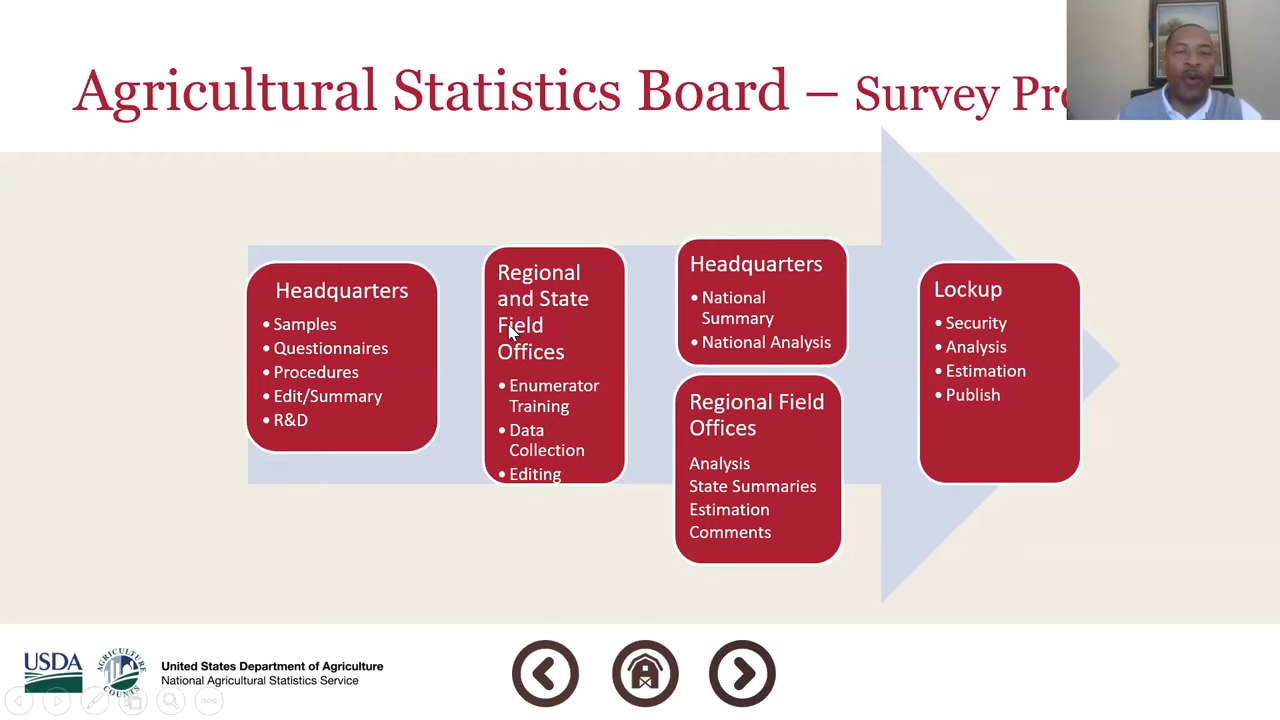 Agricultural Statistics Board – Survey
Headquarters
• Samples
• Questionnaires
• Procedures
• Edit/Summary
• R&D
Regional
and State
Field
Offices
• Enumerator
Training
• Data
Collection
• Editing
Headquarters
• National
Summary
• National Analysis
Regional Field
Offices
Analysis
State Summaries
Estimation
Comments
Lockup
• Security
• Analysis
• Estimation
• Publish
USDA
AGRICULTURE
COUNTS
United States Department of Agriculture
National Agricultural Statistics Service